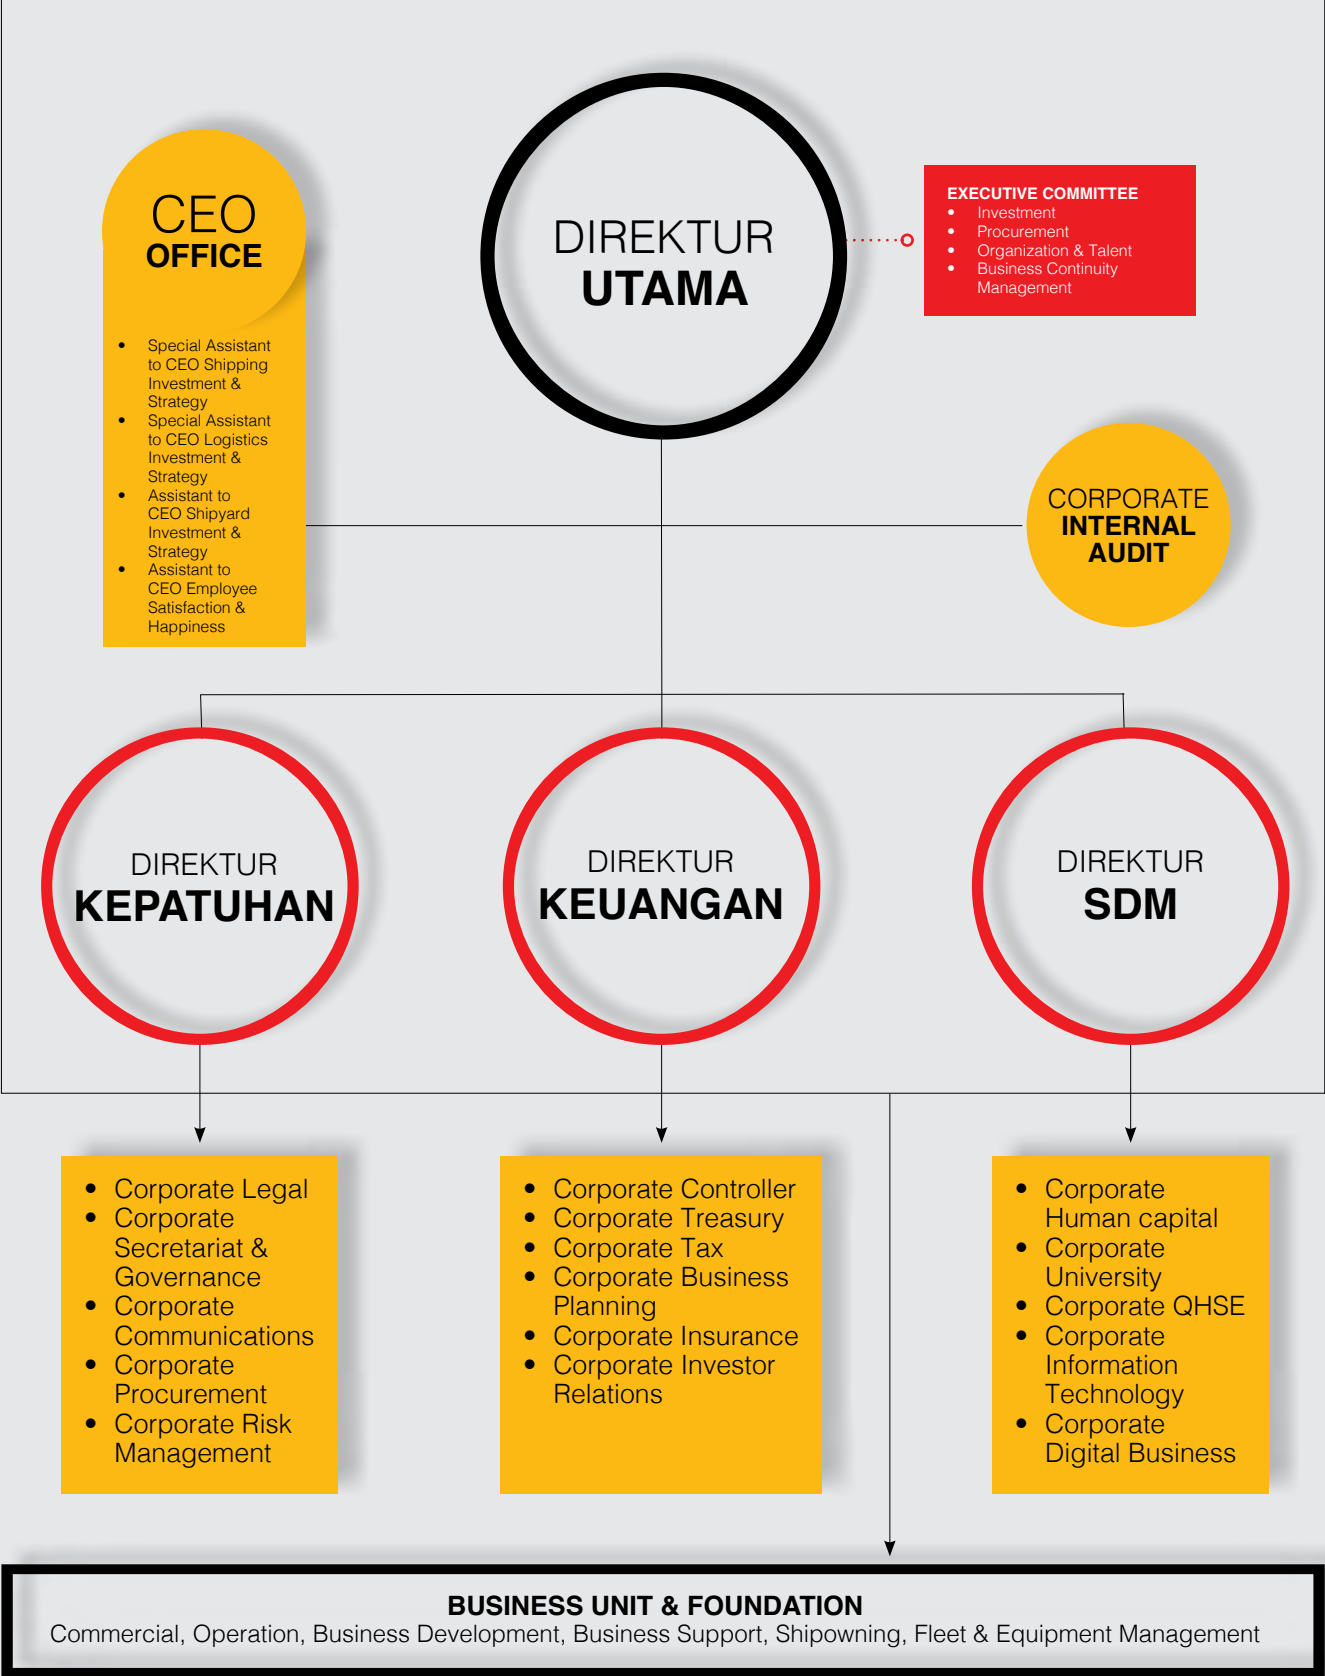 CEO
OFFICE
• Special Assistant
to CEO Shipping
Investment &
Strategy
• Special Assistant
to CEO Logistics
Investment &
Strategy
• Assistant to
CEO Shipyard
Investment &
Strategy
• Assistant to
CEO Employee
Satisfaction &
Happiness
DIREKTUR
UTAMA
EXECUTIVE COMMITTEE
• Investment
• Procurement
• Organization & Talent
• Business Continuity
Management
CORPORATE
INTERNAL
AUDIT
DIREKTUR
KEPATUHAN
DIREKTUR
KEUANGAN
DIREKTUR
SDM
• Corporate Legal
• Corporate
Secretariat &
Governance
• Corporate
Communications
• Corporate
Procurement
• Corporate Risk
Management
• Corporate Controller
• Corporate Treasury
• Corporate Tax
• Corporate Business
Planning
• Corporate Insurance
• Corporate Investor
Relations
• Corporate
Human capital
• Corporate
University
• Corporate QHSE
• Corporate
Information
Technology
• Corporate
Digital Business
BUSINESS UNIT & FOUNDATION
Commercial, Operation, Business Development, Business Support, Shipowning, Fleet & Equipment Management